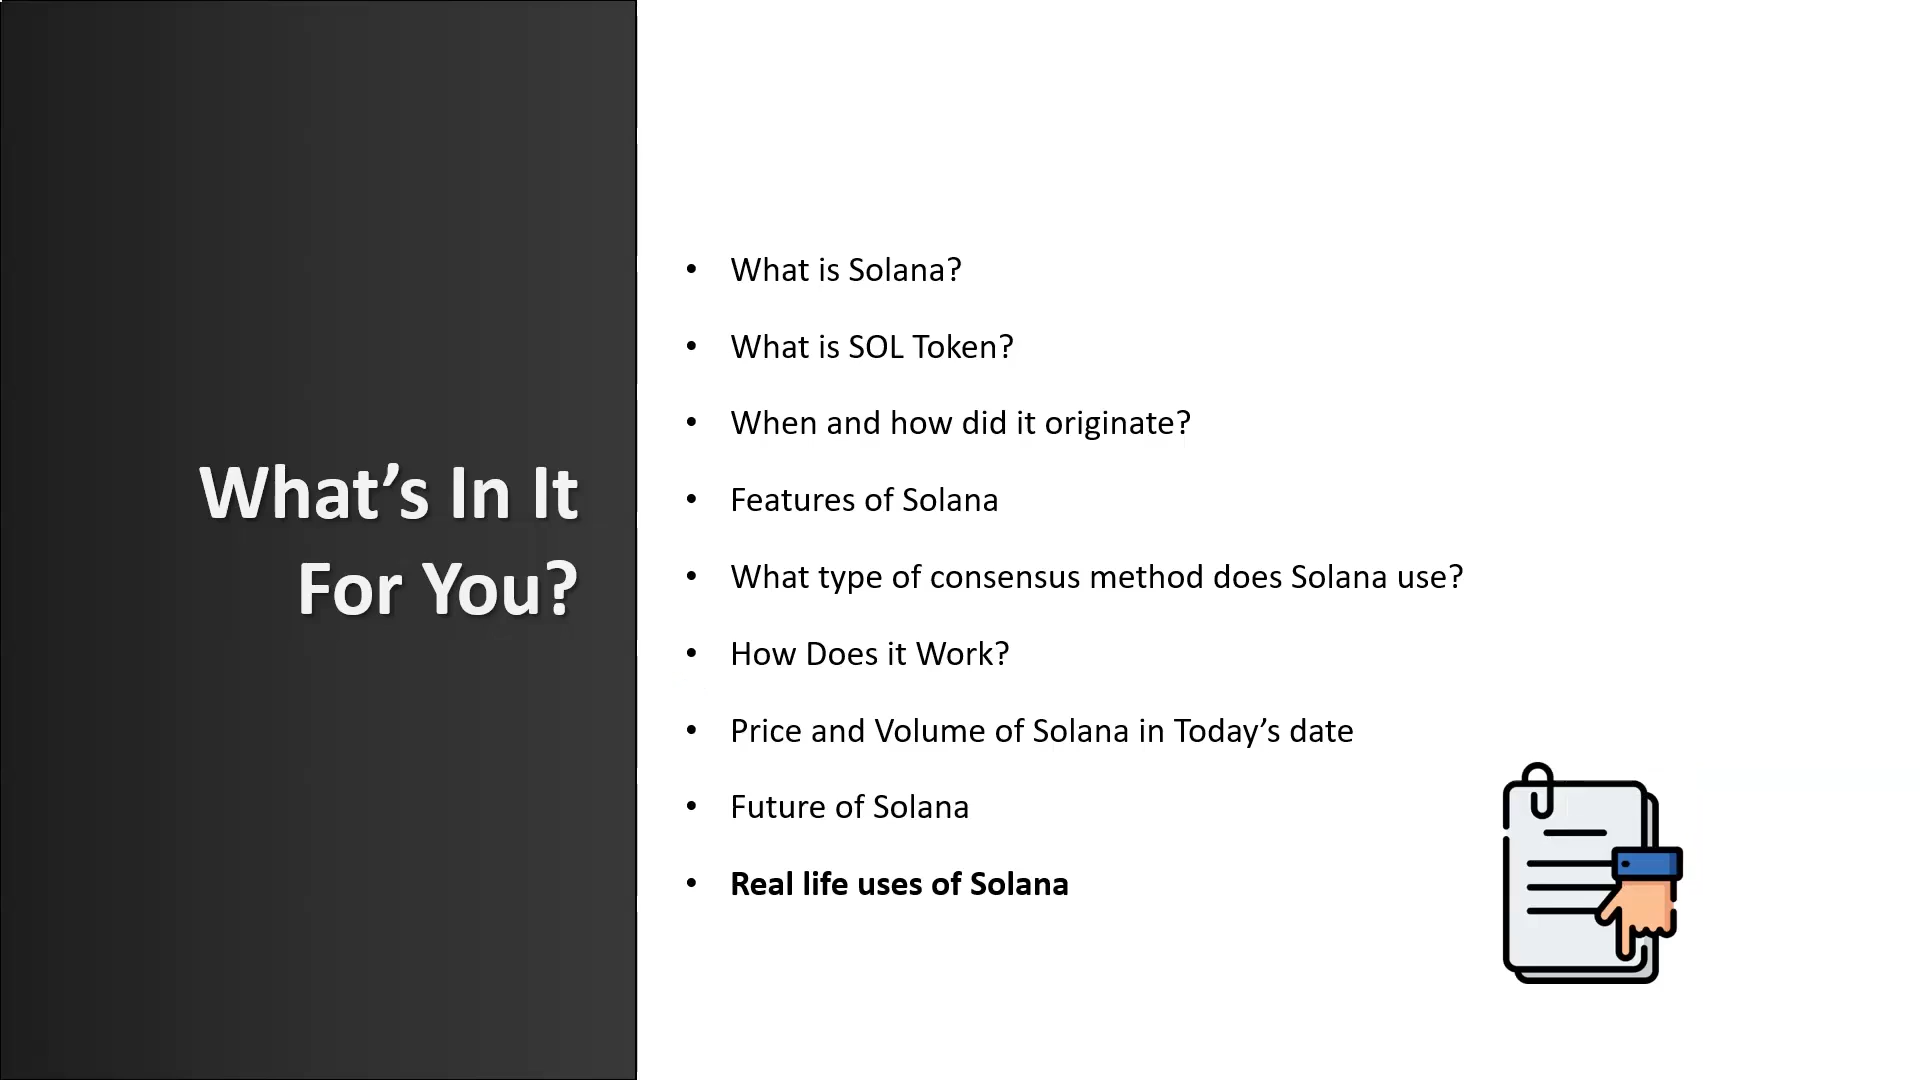 What’s In It
For You?
• What is Solana?
• What is SOL Token?
• When and how did it originate?
• Features of Solana
• What type of consensus method does Solana use?
• How Does it Work?
• Price and Volume of Solana in Today’s date
• Future of Solana
• Real life uses of Solana